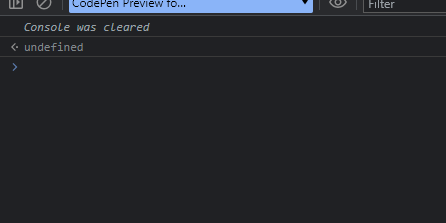 CodePen Preview fo...
Filter
Console was cleared
undefined